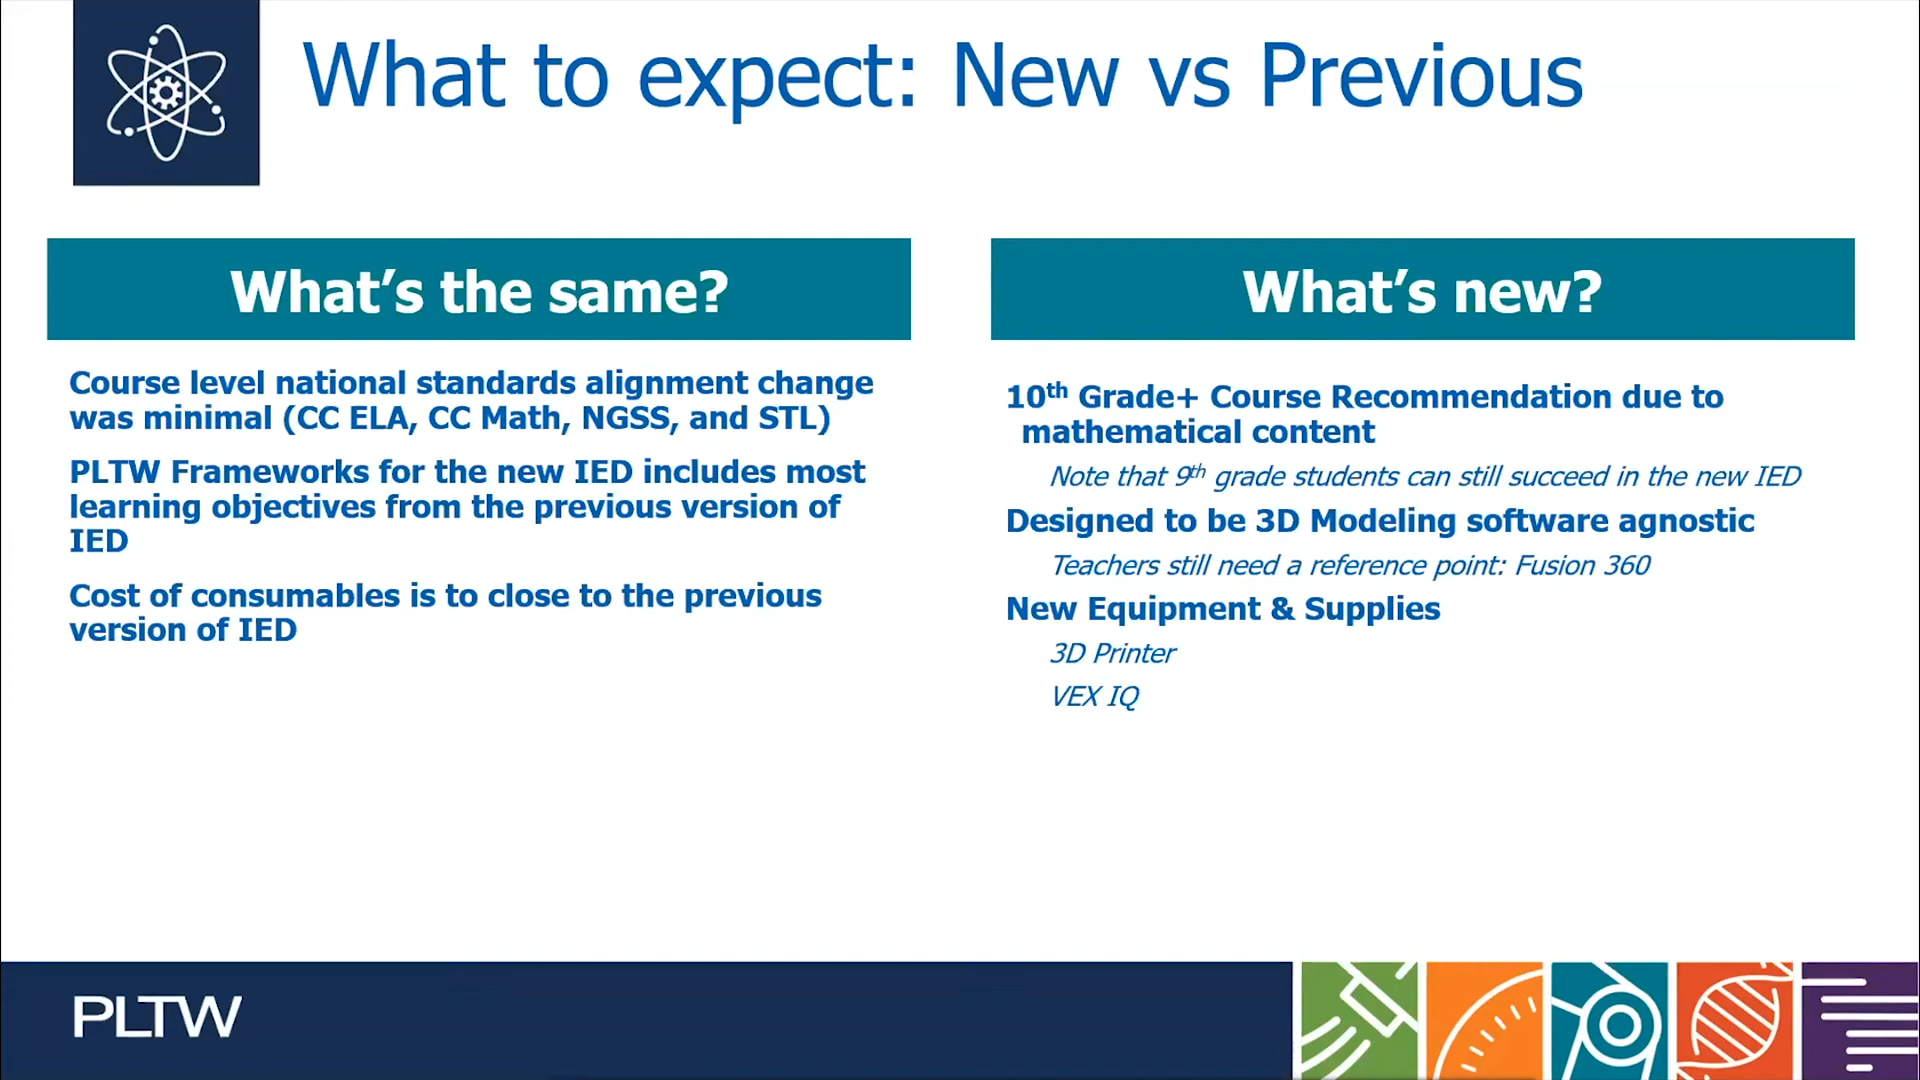 What to expect: New vs Previous
What's the same?
Course level national standards alignment change
was minimal (CC ELA, CC Math, NGSS, and STL)
PLTW Frameworks for the new IED includes most
learning objectives from the previous version of
IED
Cost of consumables is to close to the previous
version of IED
What's new?
10th Grade+ Course Recommendation due to
mathematical content
Note that 9th grade students can still succeed in the new IED
Designed to be 3D Modeling software agnostic
Teachers still need a reference point: Fusion 360
New Equipment & Supplies
3D Printer
VEX IQ
PLTW